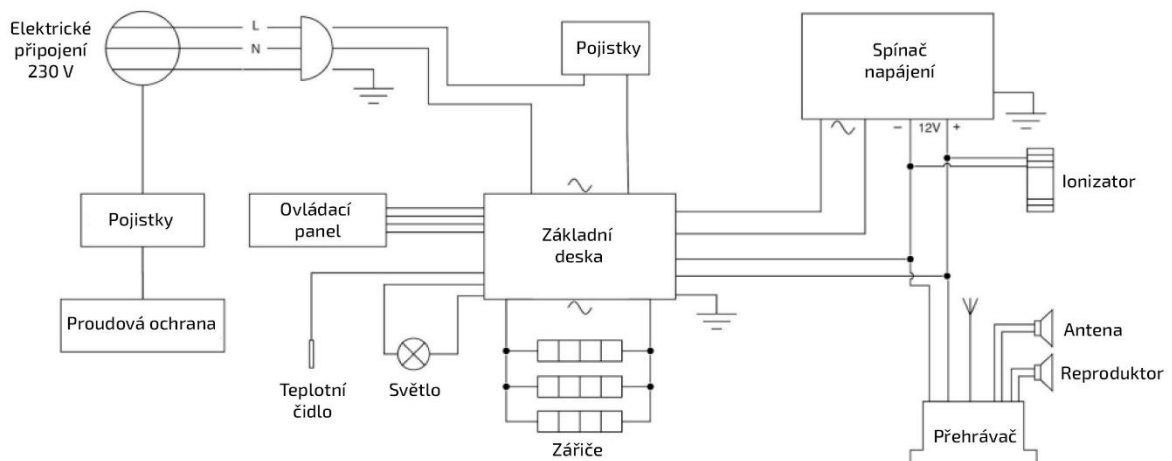 Elektrické
připojení
230 V
L
N
Pojistky
Spínač
napájení
– 12V +
Ionizator
Pojistky
Ovládací
panel
Základní
deska
Proudová ochrana
Teplotní
čidlo
Světlo
Zářiče
Antena
Reproduktor
Přehrávač